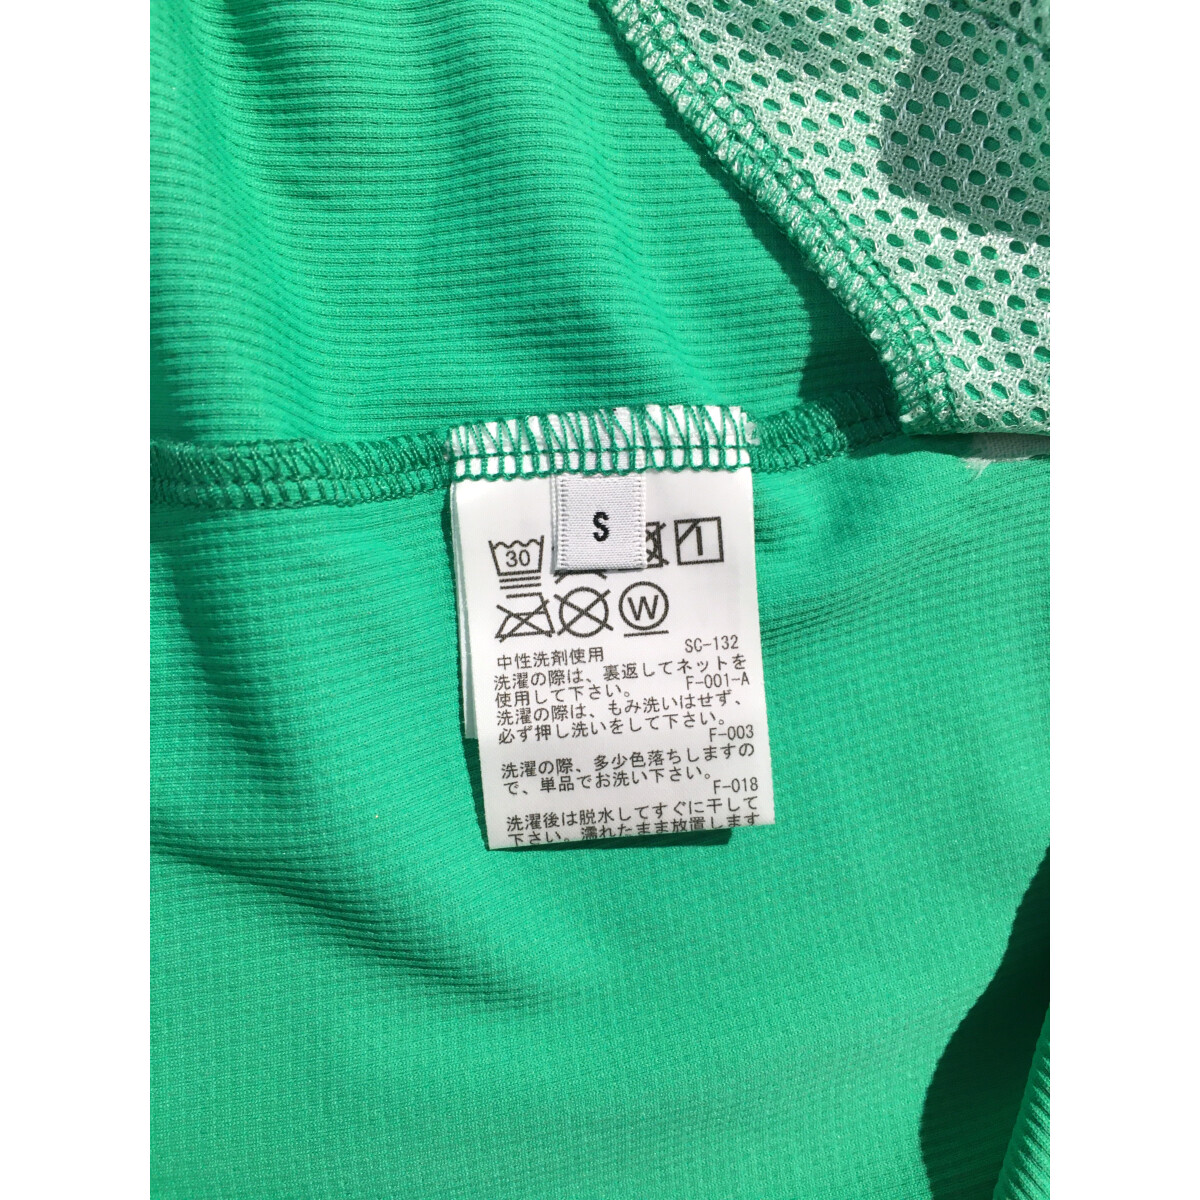 S
30
W
SC-132
中性洗剤使用
洗濯の際は、裏返してネットを
使用して下さい。 F-001-A
洗濯の際は、もみ洗いはせず、
必ず押し洗いをして下さい。
F-003
洗濯の際、多少色落ちしますの
で、単品でお洗い下さい。
F-018
洗濯後は脱水してすぐに干して
下さい。濡れたまま放置します